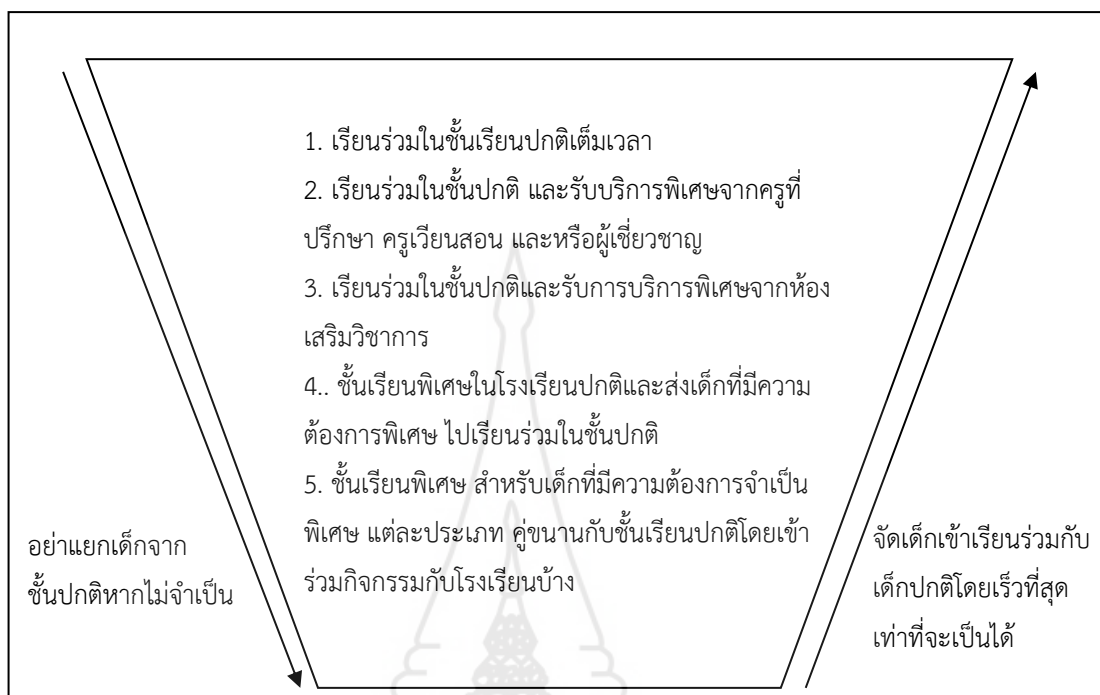 1. เรียนร่วมในชั้นเรียนปกติเต็มเวลา
2. เรียนร่วมในชั้นปกติ และรับบริการพิเศษจากครูที่
ปรึกษา ครูเวียนสอน และหรือผู้เชี่ยวชาญ
3. เรียนร่วมในชั้นปกติและรับการบริการพิเศษจากห้อง
เสริมวิชาการ
4.. ชั้นเรียนพิเศษในโรงเรียนปกติและส่งเด็กที่มีความ
ต้องการพิเศษ ไปเรียนร่วมในชั้นปกติ
5. ชั้นเรียนพิเศษ สำหรับเด็กที่มีความต้องการจำเป็น
พิเศษ แต่ละประเภท คู่ขนานกับชั้นเรียนปกติโดยเข้า
ร่วมกิจกรรมกับโรงเรียนบ้าง
อย่าแยกเด็กจาก
ชั้นปกติหากไม่จำเป็น
จัดเด็กเข้าเรียนร่วมกับ
เด็กปกติโดยเร็วที่สุด
เท่าที่จะเป็นได้